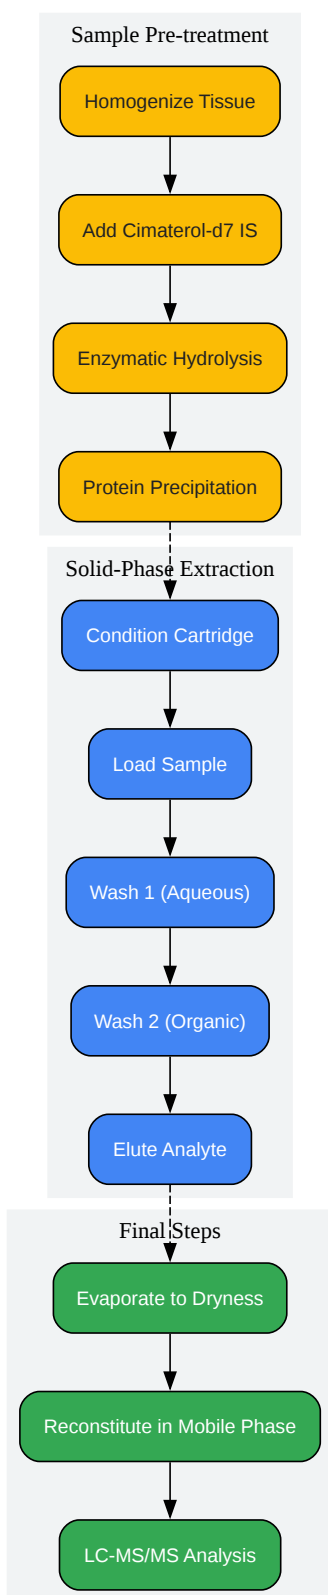 Sample Pre-treatment
Homogenize Tissue
Add Cimaterol-d7 IS
Enzymatic Hydrolysis
Protein Precipitation
Solid-Phase Extraction
Condition Cartridge
Load Sample
Wash 1 (Aqueous)
Wash 2 (Organic)
Elute Analyte
Final Steps
Evaporate to Dryness
Reconstitute in Mobile Phase
LC-MS/MS Analysis